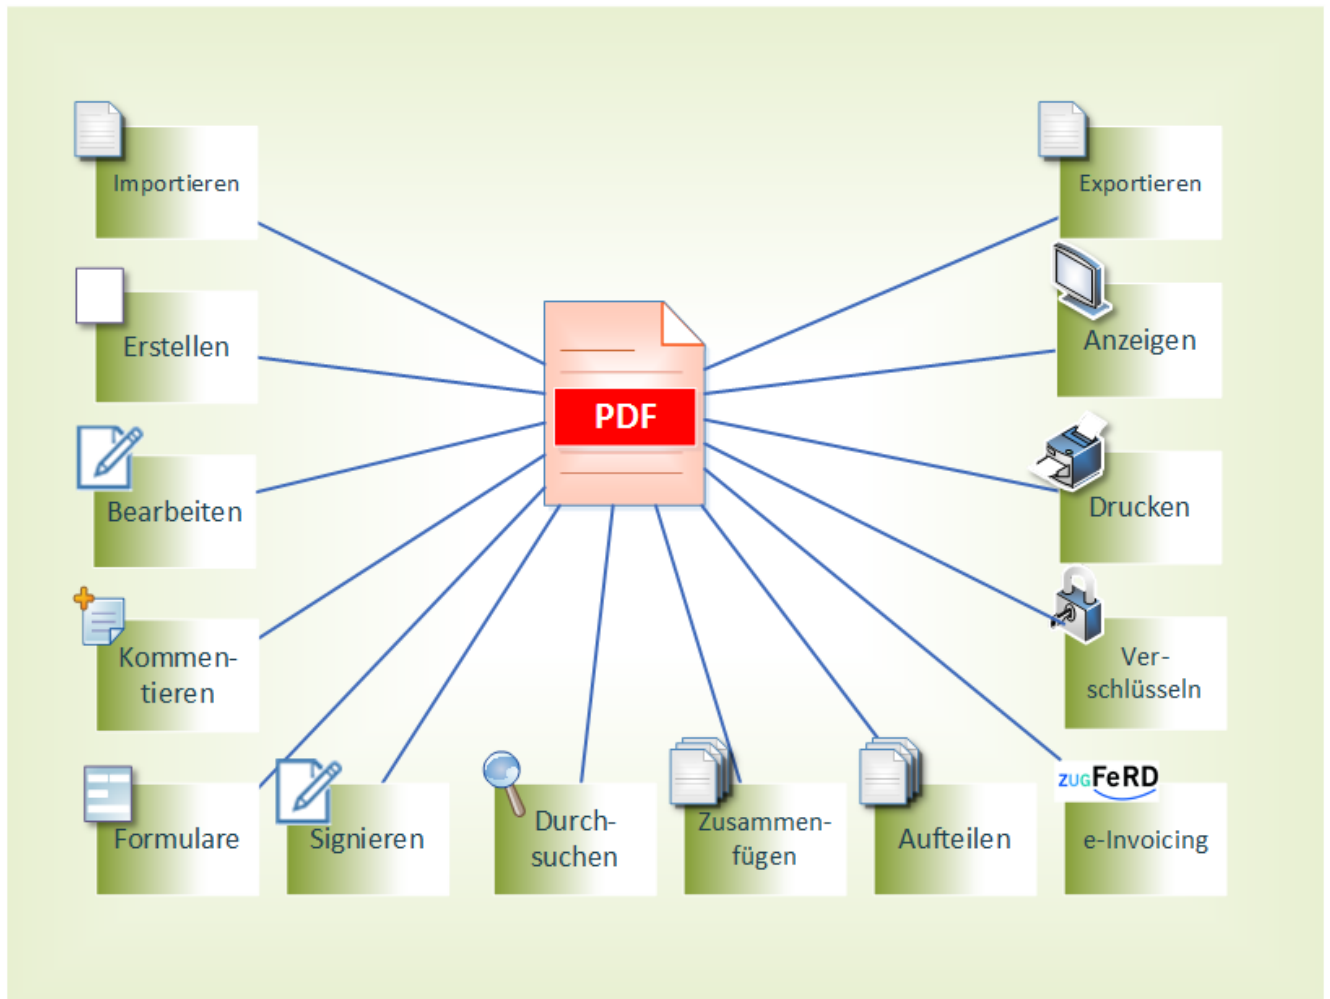 Importieren
Exportieren
Erstellen
Anzeigen
PDF
Bearbeiten
Drucken
Kommen-
tieren
Ver-
schlüsseln
ZUGFeRD
Formulare
Signieren
Durch-
suchen
Zusammen-
fügen
Aufteilen
e-Invoicing